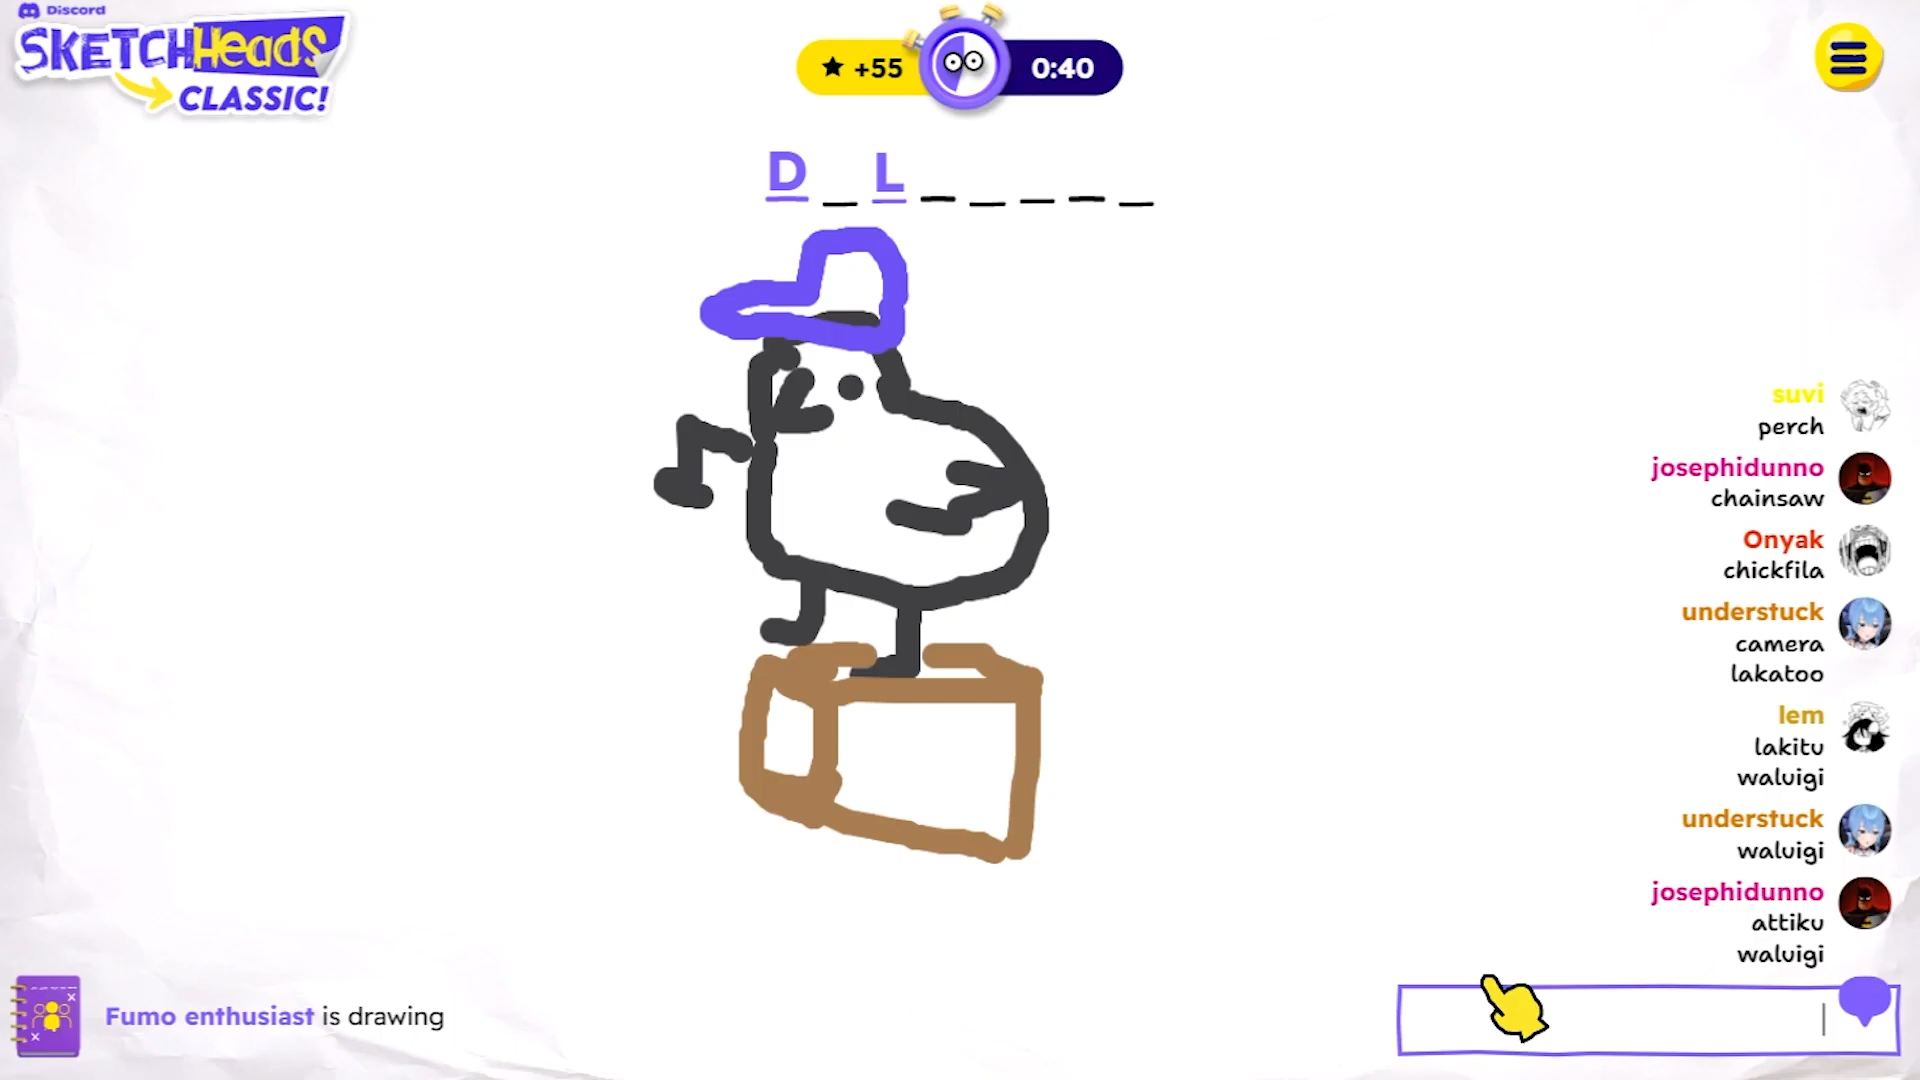 Discord
SKETCHHeadS
CLASSIC!
+55
0:40
D _ L _ _ _ _ _
suvi
perch
josephidunno
chainsaw
Onyak
chickfila
understuck
camera
lakatoo
lem
lakitu
waluigi
understuck
waluigi
josephidunno
attiku
waluigi
Fumo enthusiast is drawing